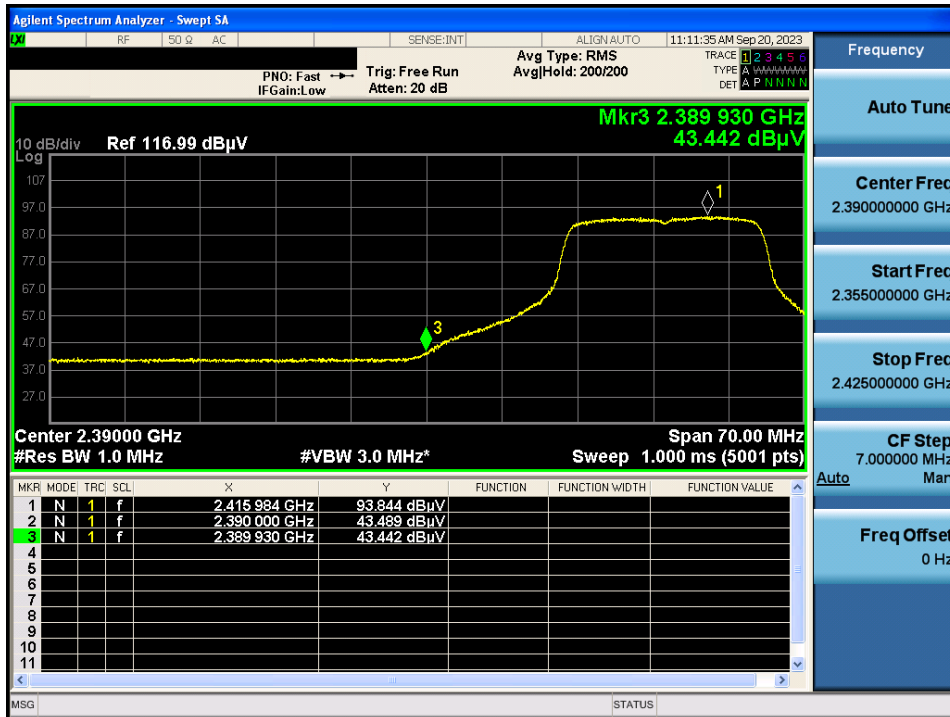 Agilent Spectrum Analyzer - Swept SA
LXI RF 50 Ω AC SENSE:INT ALIGN AUTO 11:11:35 AM Sep 20, 2023
PNO: Fast Trig: Free Run Avg Type: RMS TRACE 1 2 3 4 5 6
IFGain:Low Atten: 20 dB Avg|Hold: 200/200 TYPE A
DET A P N N N N
Mkr3 2.389 930 GHz
43.442 dBµV
10 dB/div Ref 116.99 dBµV
Log
107
97.0
87.0
77.0
67.0
57.0
47.0
37.0
27.0
1
3
Center 2.39000 GHz Span 70.00 MHz
#Res BW 1.0 MHz #VBW 3.0 MHz* Sweep 1.000 ms (5001 pts)
MKR MODE TRC SCL X Y FUNCTION FUNCTION WIDTH FUNCTION VALUE
1 N 1 f 2.415 984 GHz 93.844 dBµV
2 N 1 f 2.390 000 GHz 43.489 dBµV
3 N 1 f 2.389 930 GHz 43.442 dBµV
4
5
6
7
8
9
10
11
MSG STATUS
Frequency
Auto Tune
Center Freq
2.390000000 GHz
Start Freq
2.355000000 GHz
Stop Freq
2.425000000 GHz
CF Step
7.000000 MHz
Auto Man
Freq Offset
0 Hz